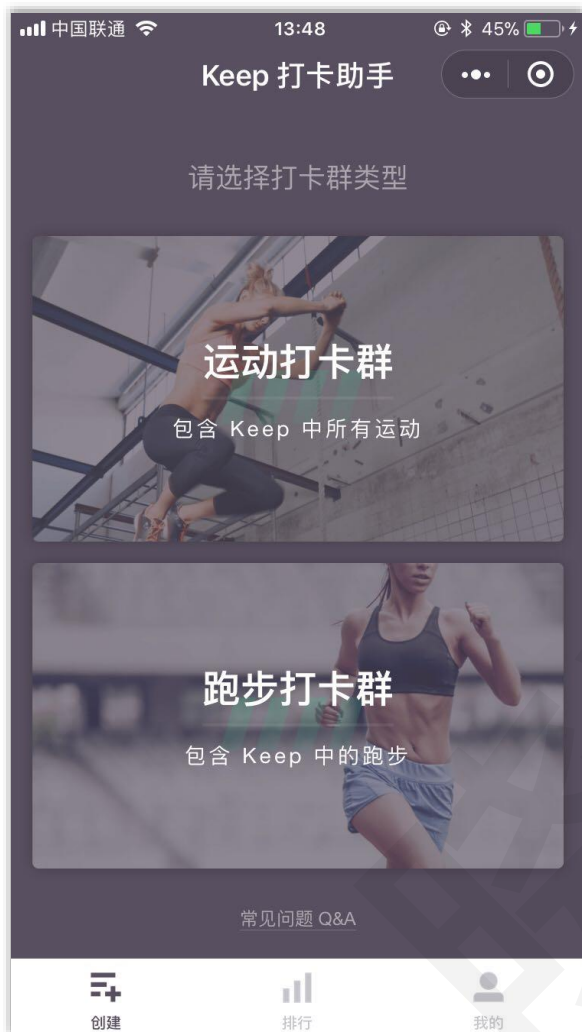 中国联通 13:48 45%
Keep 打卡助手
请选择打卡群类型
运动打卡群
包含 Keep 中所有运动
跑步打卡群
包含 Keep 中的跑步
常见问题 Q&A
创建 排行 我的